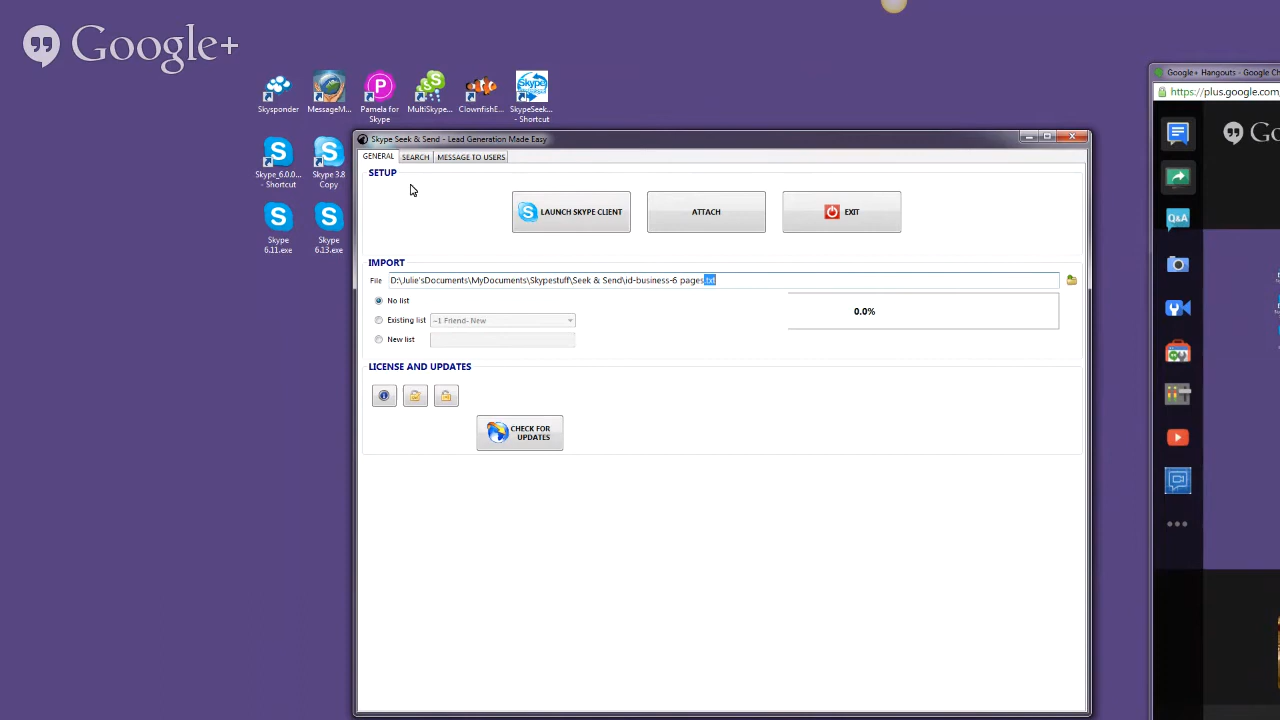 Google+
Skysponder
MessageM...
Pamela for
Skype
MultiSkype...
ClownfishE...
SkypeSeek...
- Shortcut
Skype_6.0.0...
- Shortcut
Skype 3.8
Copy
Skype
6.11.exe
Skype
6.13.exe
Skype Seek & Send - Lead Generation Made Easy
GENERAL
SEARCH
MESSAGE TO USERS
SETUP
LAUNCH SKYPE CLIENT
ATTACH
EXIT
IMPORT
File
D:\Julie'sDocuments\MyDocuments\Skypestuff\Seek & Send\id-business-6 pages.txt
No list
Existing list
--1 Friend- New
New list
0.0%
LICENSE AND UPDATES
CHECK FOR
UPDATES
Google+ Hangouts - Google Ch
https://plus.google.com/
Go
Q&A